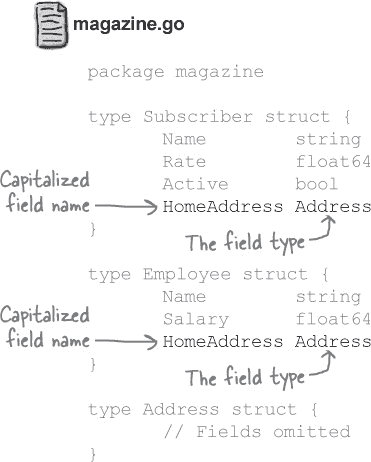 magazine.go
package magazine
type Subscriber struct {
Name string
Rate float64
Active bool
Capitalized field name
HomeAddress Address
}
The field type
type Employee struct {
Name string
Salary float64
Capitalized field name
HomeAddress Address
}
The field type
type Address struct {
// Fields omitted
}